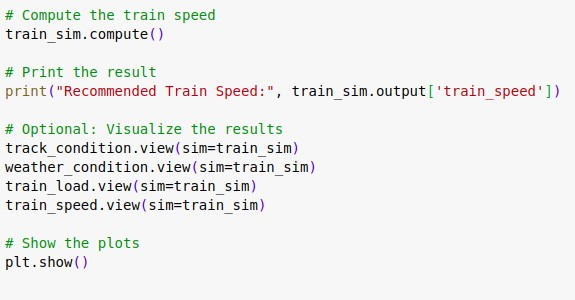 # Compute the train speed
train_sim.compute()
# Print the result
print("Recommended Train Speed:", train_sim.output['train_speed'])
# Optional: Visualize the results
track_condition.view(sim=train_sim)
weather_condition.view(sim=train_sim)
train_load.view(sim=train_sim)
train_speed.view(sim=train_sim)
# Show the plots
plt.show()